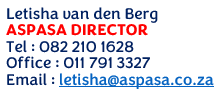 Letisha van den Berg
ASPASA DIRECTOR
Tel : 082 210 1628
Office : 011 791 3327
Email : letisha@aspasa.co.za